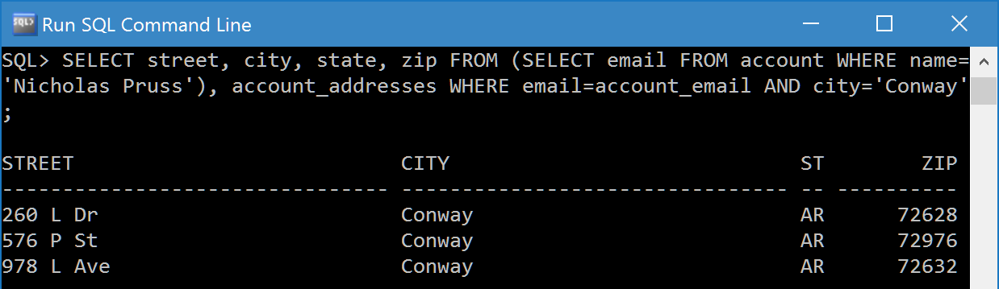 Run SQL Command Line
SQL> SELECT street, city, state, zip FROM (SELECT email FROM account WHERE name=
'Nicholas Pruss'), account_addresses WHERE email=account_email AND city='Conway'
;
STREET CITY ST ZIP
-------------------------------- -------------------------------- -- ----------
260 L Dr Conway AR 72628
576 P St Conway AR 72976
978 L Ave Conway AR 72632